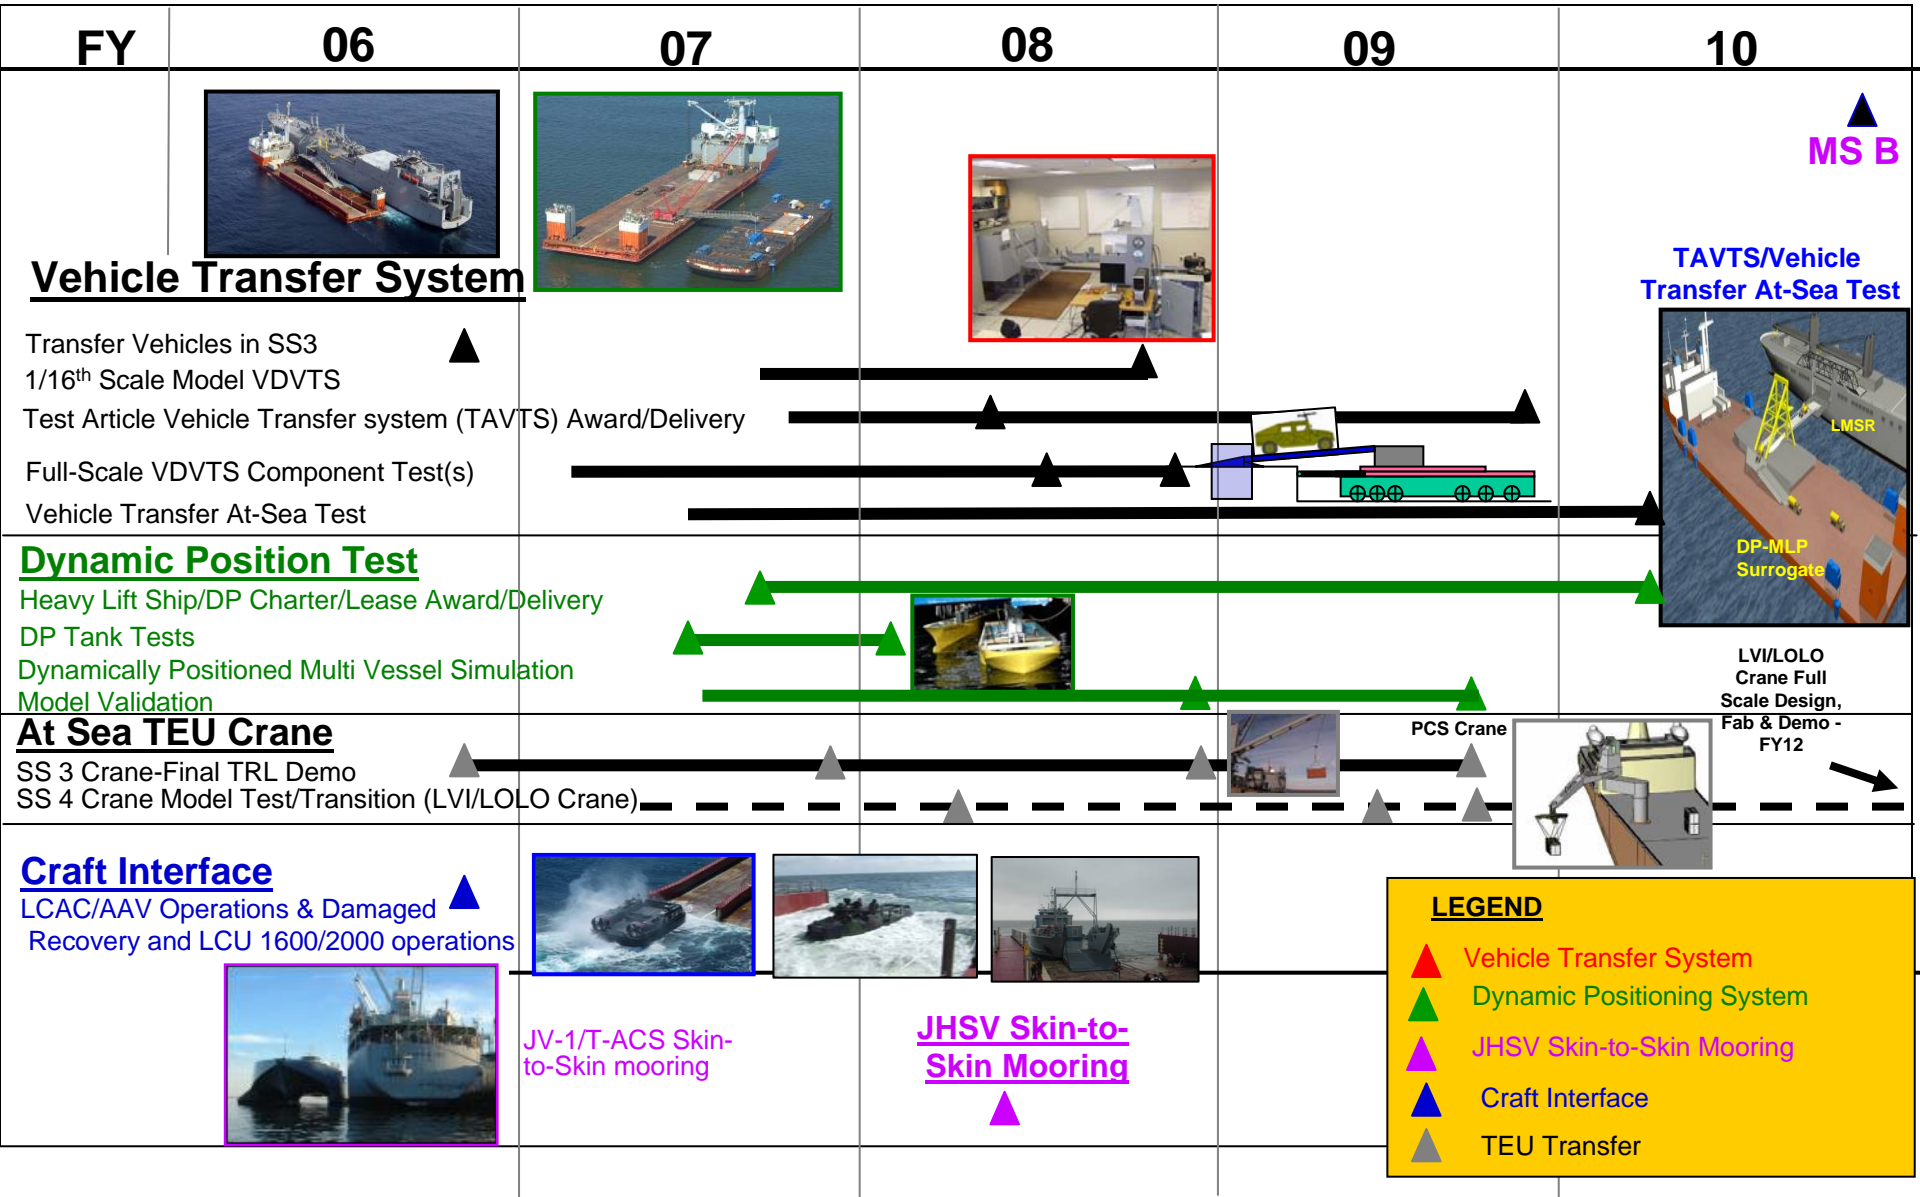 FY 06 07 08 09 10
MS B
Vehicle Transfer System
TAVTS/Vehicle
Transfer At-Sea Test
Transfer Vehicles in SS3
1/16th Scale Model VDVTS
Test Article Vehicle Transfer system (TAVTS) Award/Delivery
Full-Scale VDVTS Component Test(s)
Vehicle Transfer At-Sea Test
LMSR
DP-MLP
Surrogate
Dynamic Position Test
Heavy Lift Ship/DP Charter/Lease Award/Delivery
DP Tank Tests
Dynamically Positioned Multi Vessel Simulation
Model Validation
LVI/LOLO
Crane Full
Scale Design,
Fab & Demo -
FY12
At Sea TEU Crane
PCS Crane
SS 3 Crane-Final TRL Demo
SS 4 Crane Model Test/Transition (LVI/LOLO Crane)
Craft Interface
LCAC/AAV Operations & Damaged
Recovery and LCU 1600/2000 operations
JV-1/T-ACS Skin-
to-Skin mooring
JHSV Skin-to-
Skin Mooring
LEGEND
Vehicle Transfer System
Dynamic Positioning System
JHSV Skin-to-Skin Mooring
Craft Interface
TEU Transfer